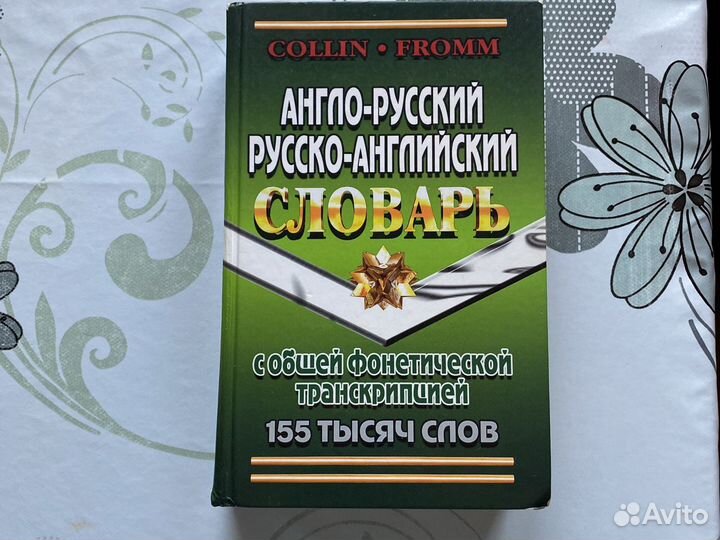 COLLIN • FROMM
АНГЛО-РУССКИЙ
РУССКО-АНГЛИЙСКИЙ
СЛОВАРЬ
с общей фонетической
транскрипцией
155 ТЫСЯЧ СЛОВ
Avito